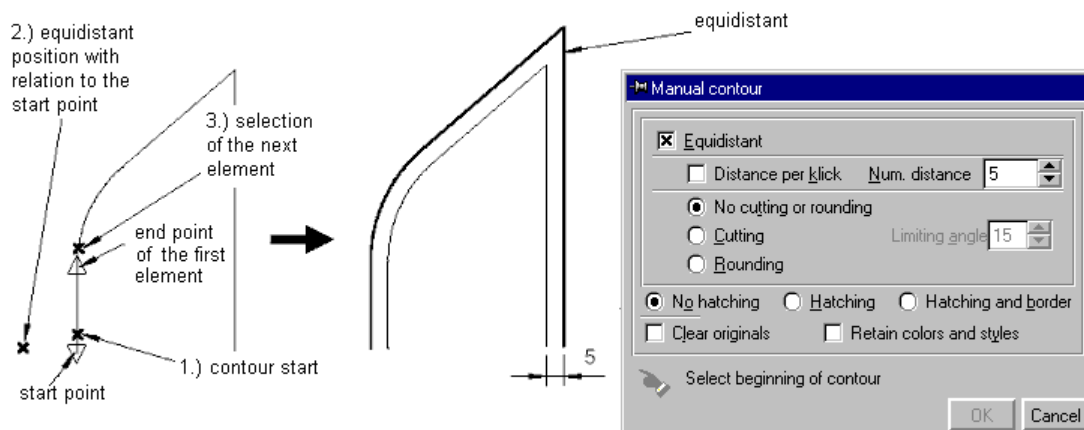 2.) equidistant
position with
relation to the
start point
3.) selection
of the next
element
end point
of the first
element
1.) contour start
start point
equidistant
5
Manual contour
Equidistant
Distance per klick Num. distance 5
No cutting or rounding
Cutting Limiting angle 15
Rounding
No hatching Hatching Hatching and border
Clear originals Retain colors and styles
Select beginning of contour
OK Cancel